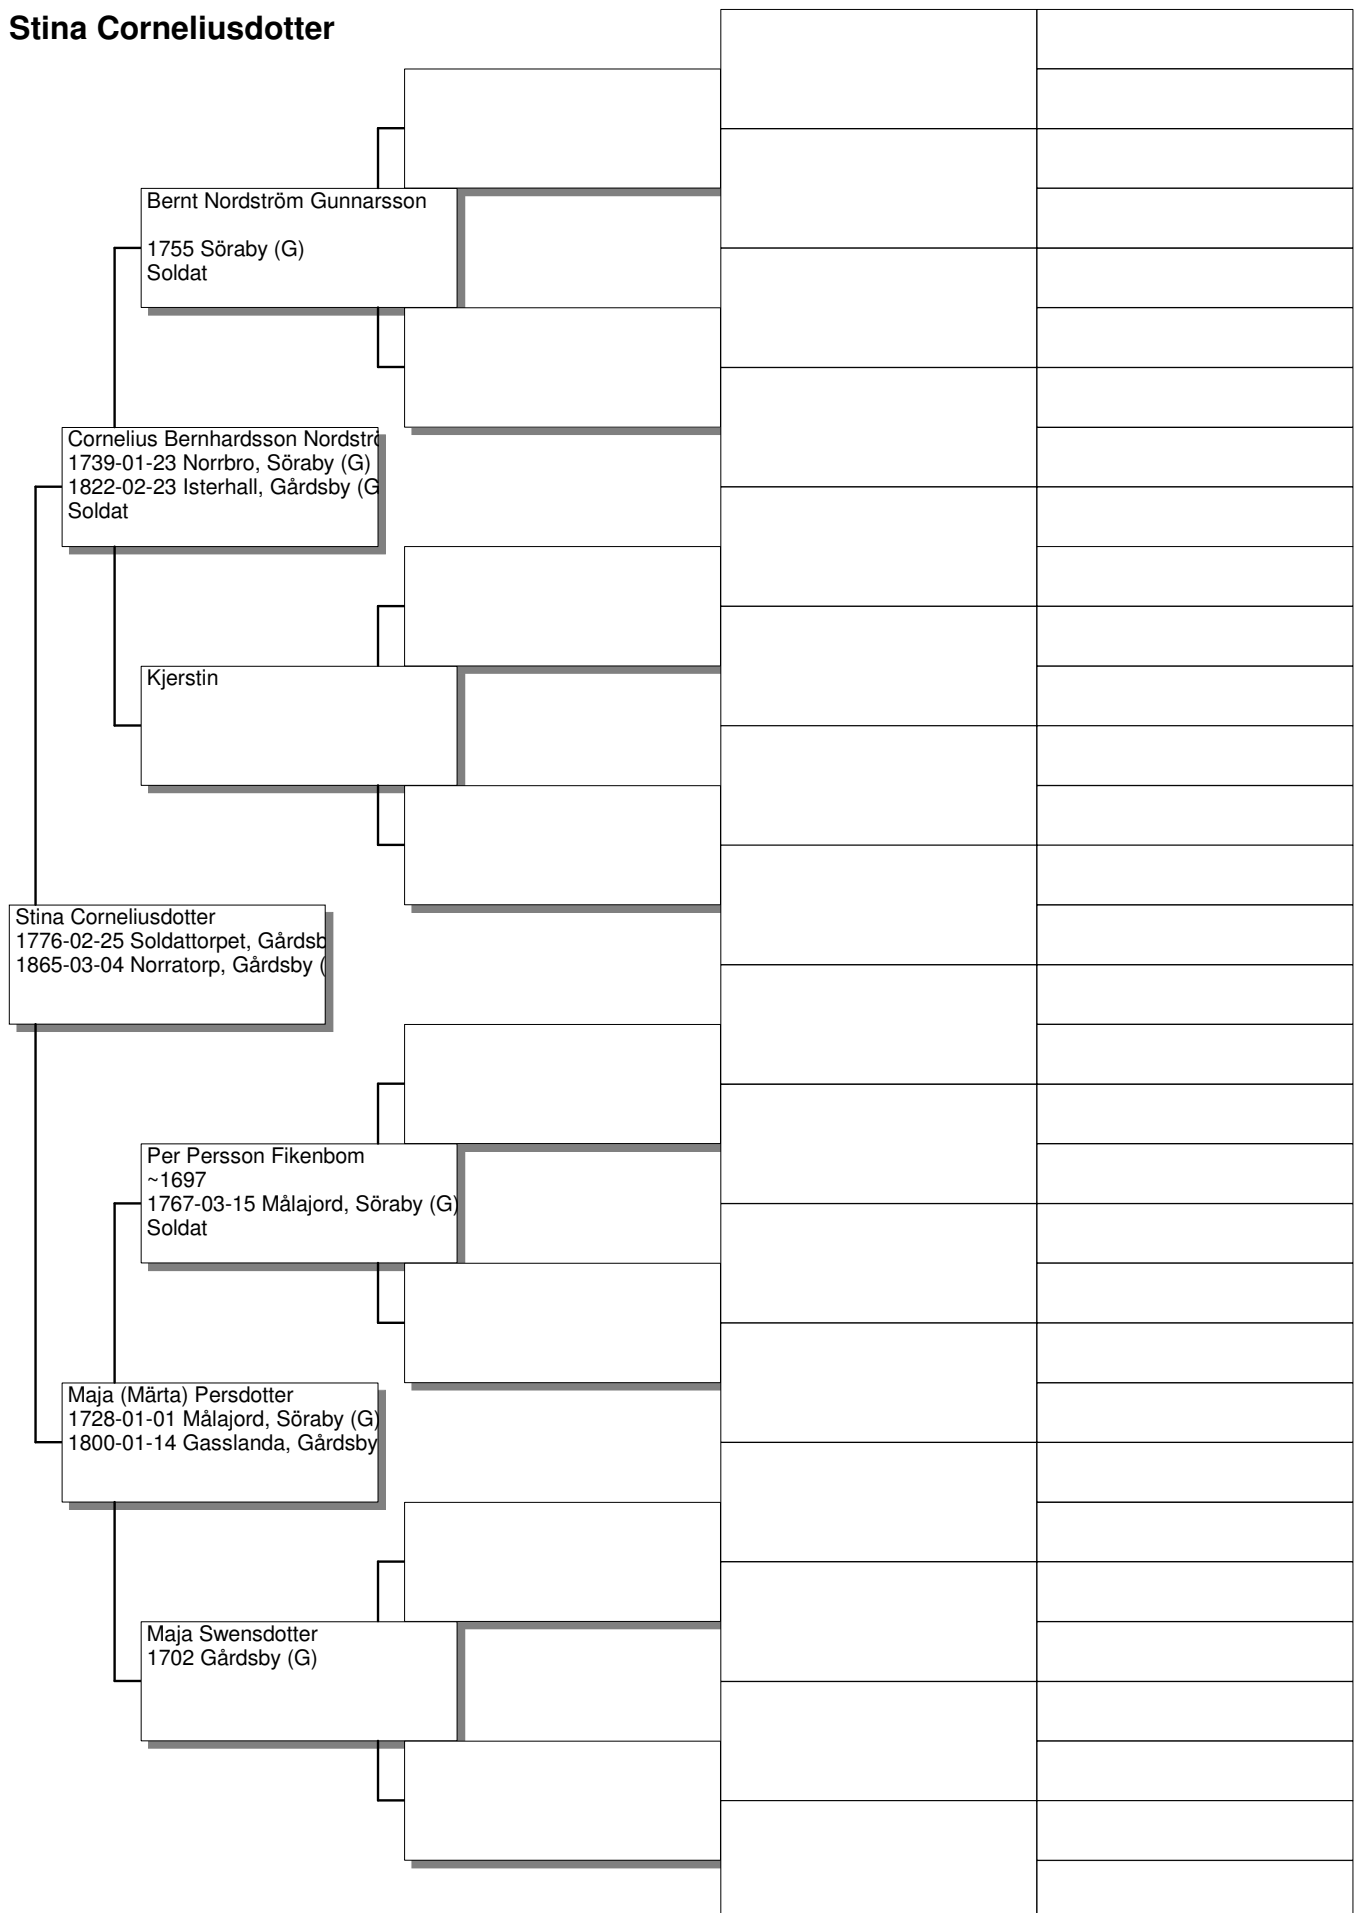 Stina Corneliusdotter
Bernt Nordström Gunnarsson
1755 Söraby (G)
Soldat
Cornelius Bernhardsson Nordströ
1739-01-23 Norrbro, Söraby (G)
1822-02-23 Isterhall, Gårdsby (G
Soldat
Kjerstin
Stina Corneliusdotter
1776-02-25 Soldattorpet, Gårdsb
1865-03-04 Norratorp, Gårdsby (
Per Persson Fikenbom
~1697
1767-03-15 Målajord, Söraby (G)
Soldat
Maja (Märta) Persdotter
1728-01-01 Målajord, Söraby (G)
1800-01-14 Gasslanda, Gårdsby
Maja Swensdotter
1702 Gårdsby (G)